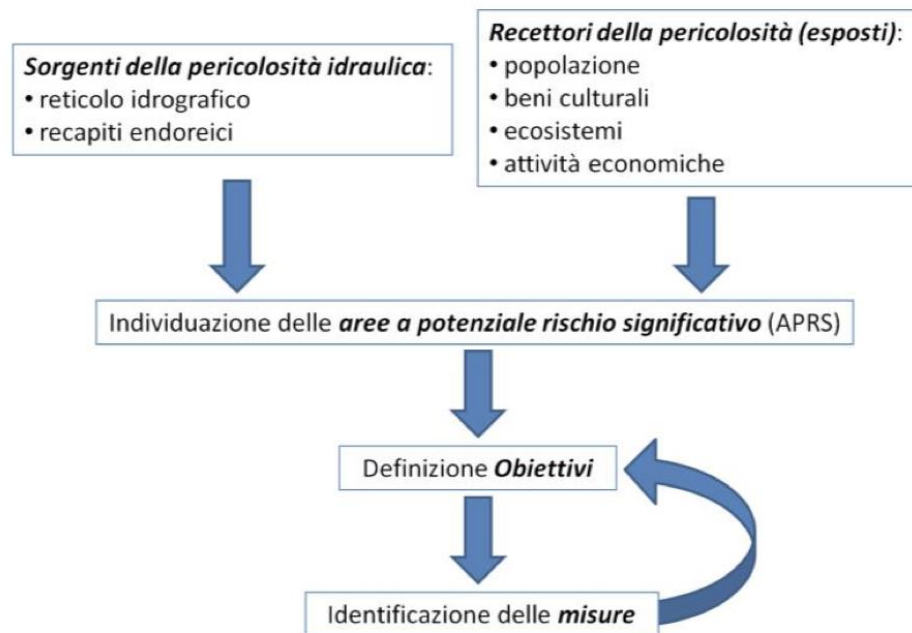 Sorgenti della pericolosità idraulica:
• reticolo idrografico
• recapiti endoreici
Recettori della pericolosità (esposti):
• popolazione
• beni culturali
• ecosistemi
• attività economiche
Individuazione delle aree a potenziale rischio significativo (APRS)
Definizione Obiettivi
Identificazione delle misure